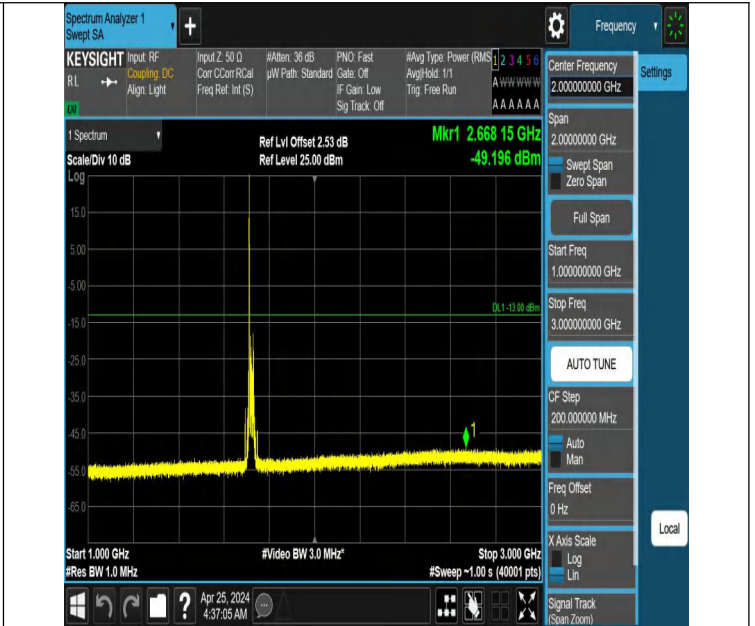 Spectrum Analyzer 1
Swept SA
+
Frequency
KEYSIGHT
RL
LXI
Input: RF
Coupling: DC
Align: Light
Input Z: 50 Ω
Corr CCorr RCal
Freq Ref: Int (S)
#Atten: 36 dB
µW Path: Standard
PNO: Fast
Gate: Off
IF Gain: Low
Sig Track: Off
#Avg Type: Power (RMS
Avg|Hold: 1/1
Trig: Free Run
1 2 3 4 5 6
A W W W W W
A A A A A A
1 Spectrum
Scale/Div 10 dB
Log
Ref Lvl Offset 2.53 dB
Ref Level 25.00 dBm
Mkr1 2.668 15 GHz
-49.196 dBm
15.0
5.00
-5.00
-15.0
-25.0
-35.0
-45.0
-55.0
-65.0
DL1 -13.00 dBm
1
Start 1.000 GHz
#Res BW 1.0 MHz
#Video BW 3.0 MHz*
Stop 3.000 GHz
#Sweep ~1.00 s (40001 pts)
?
Apr 25, 2024
4:37:05 AM
Center Frequency
2.000000000 GHz
Settings
Span
2.00000000 GHz
Swept Span
Zero Span
Full Span
Start Freq
1.000000000 GHz
Stop Freq
3.000000000 GHz
AUTO TUNE
CF Step
200.000000 MHz
Auto
Man
Freq Offset
0 Hz
Local
X Axis Scale
Log
Lin
Signal Track
(Span Zoom)